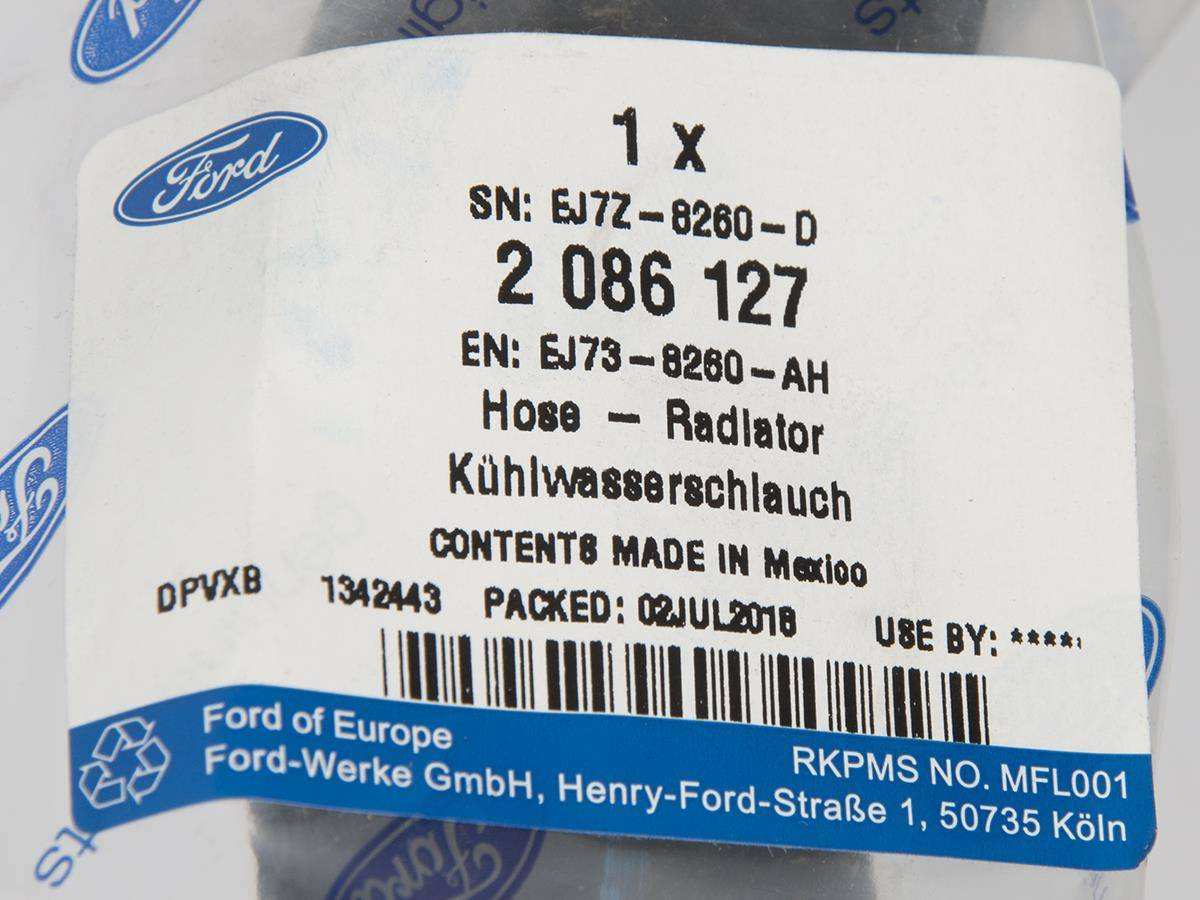 Ford
1 x
SN: EJ7Z-8260-D
2 086 127
EN: EJ73-8260-AH
Hose - Radiator
Kühlwasserschlauch
CONTENTS MADE IN Mexico
DPVXB 1342443 PACKED: 02JUL2018 USE BY: ****
Ford of Europe
RKPMS NO. MFL001
Ford-Werke GmbH, Henry-Ford-Straße 1, 50735 Köln
Ford